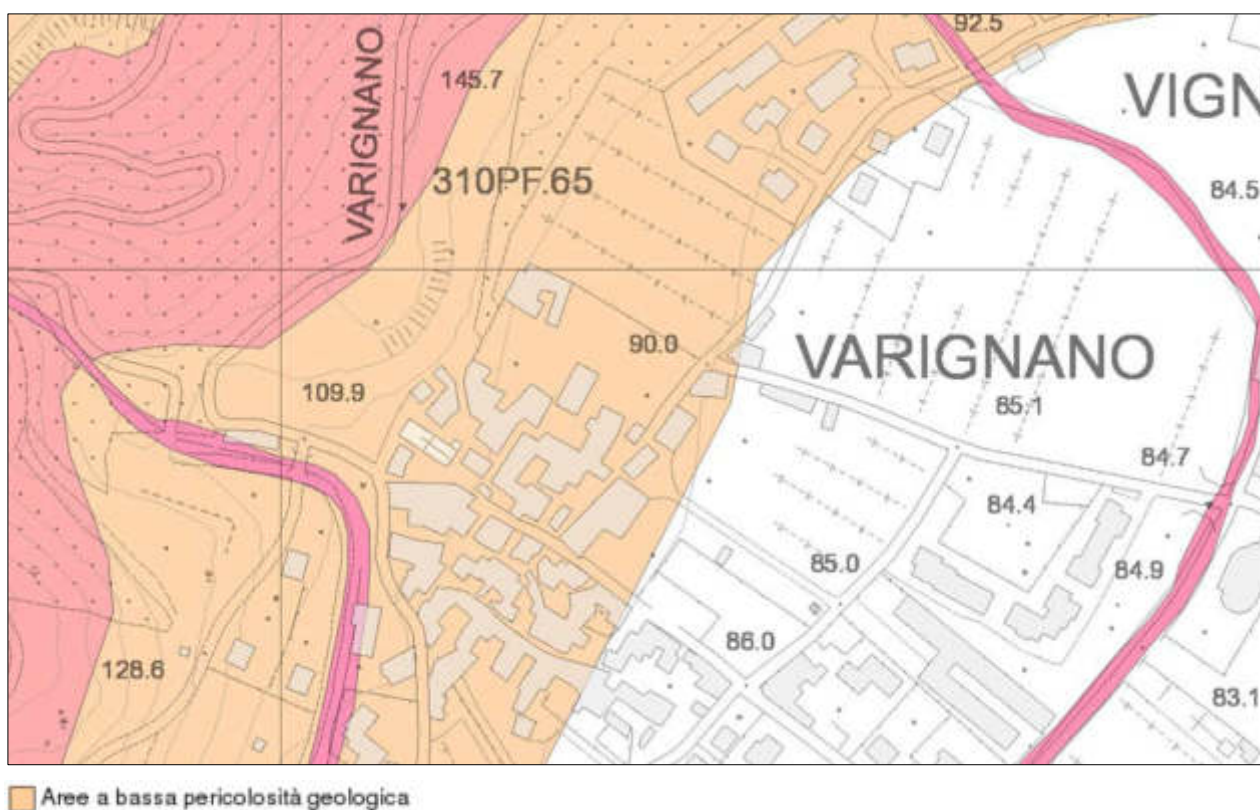 92.5
VIGN
145.7
VARIGNANO
310PF.65
84.5
90.0
VARIGNANO
109.9
85.1
84.7
84.4
85.0
84.9
86.0
128.6
83.1
Aree a bassa pericolosità geologica